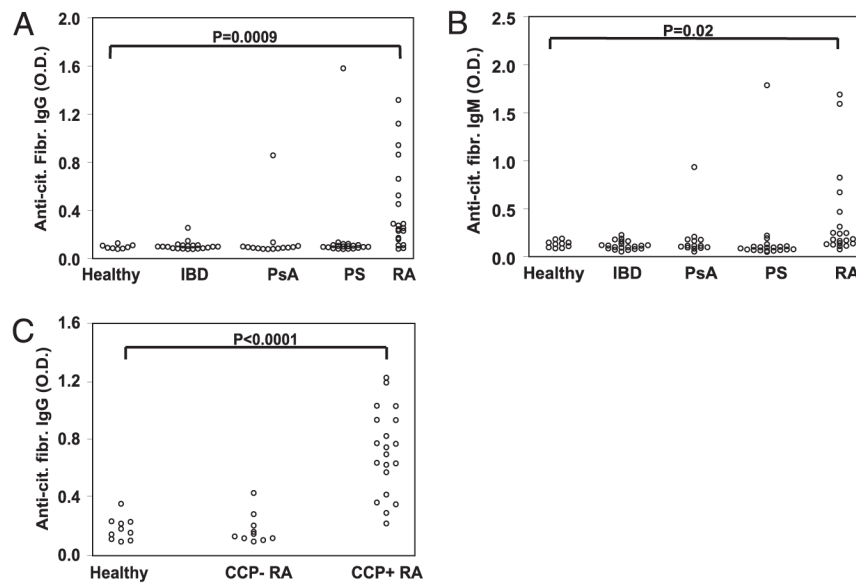 A
P=0.0009
Anti-cit. Fibr. IgG (O.D.)
2.0
1.6
1.2
0.8
0.4
0.0
Healthy IBD PsA PS RA
B
P=0.02
Anti-cit. fibr. IgM (O.D.)
2.5
2.0
1.5
1.0
0.5
0.0
Healthy IBD PsA PS RA
C
P<0.0001
Anti-cit. fibr. IgG (O.D.)
1.6
1.2
0.8
0.4
0.0
Healthy CCP- RA CCP+ RA